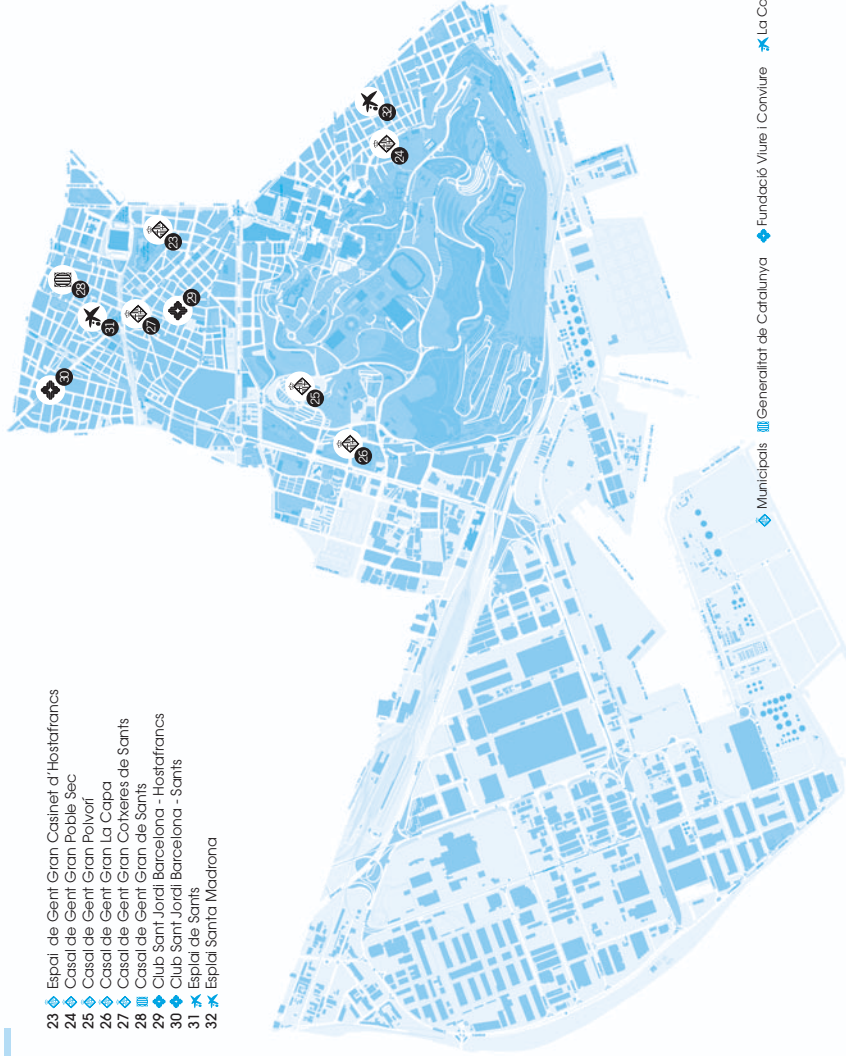 23 Espai de Gent Gran Casinet d'Hostafrancs
24 Casal de Gent Gran Poble Sec
25 Casal de Gent Gran Polvorí
26 Casal de Gent Gran La Capa
27 Casal de Gent Gran Cotxeres de Sants
28 Casal de Gent Gran de Sants
29 Club Sant Jordi Barcelona - Hostafrancs
30 Club Sant Jordi Barcelona - Sants
31 Esplai de Sants
32 Esplai Santa Madrona
30
28
31
27
29
23
32
24
25
26
Municipals Generalitat de Catalunya Fundació Viure i Conviure La